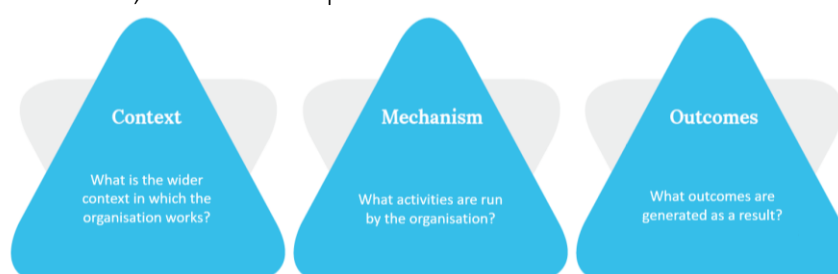 Context
What is the wider
context in which the
organisation works?
Mechanism
What activities are run
by the organisation?
Outcomes
What outcomes are
generated as a result?